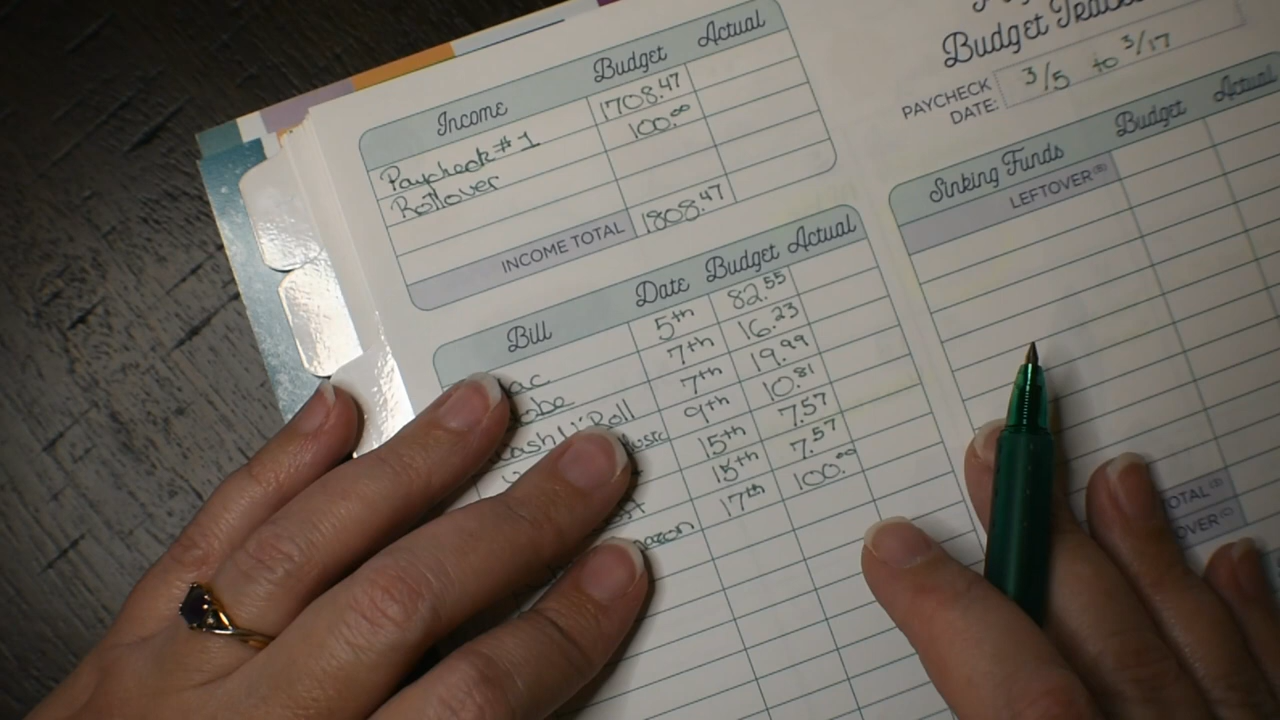 Budget Tracker
PAYCHECK DATE: 3/5 to 3/17
Income Budget Actual
Paycheck #1 1708.47
Rollover 100.00
INCOME TOTAL 1808.47
Bill Date Budget Actual
5th 82.55
7th 16.23
7th 19.99
9th 10.81
15th 7.57
15th 7.57
17th 100.00
Sinking Funds Budget Actual
LEFTOVER (B)